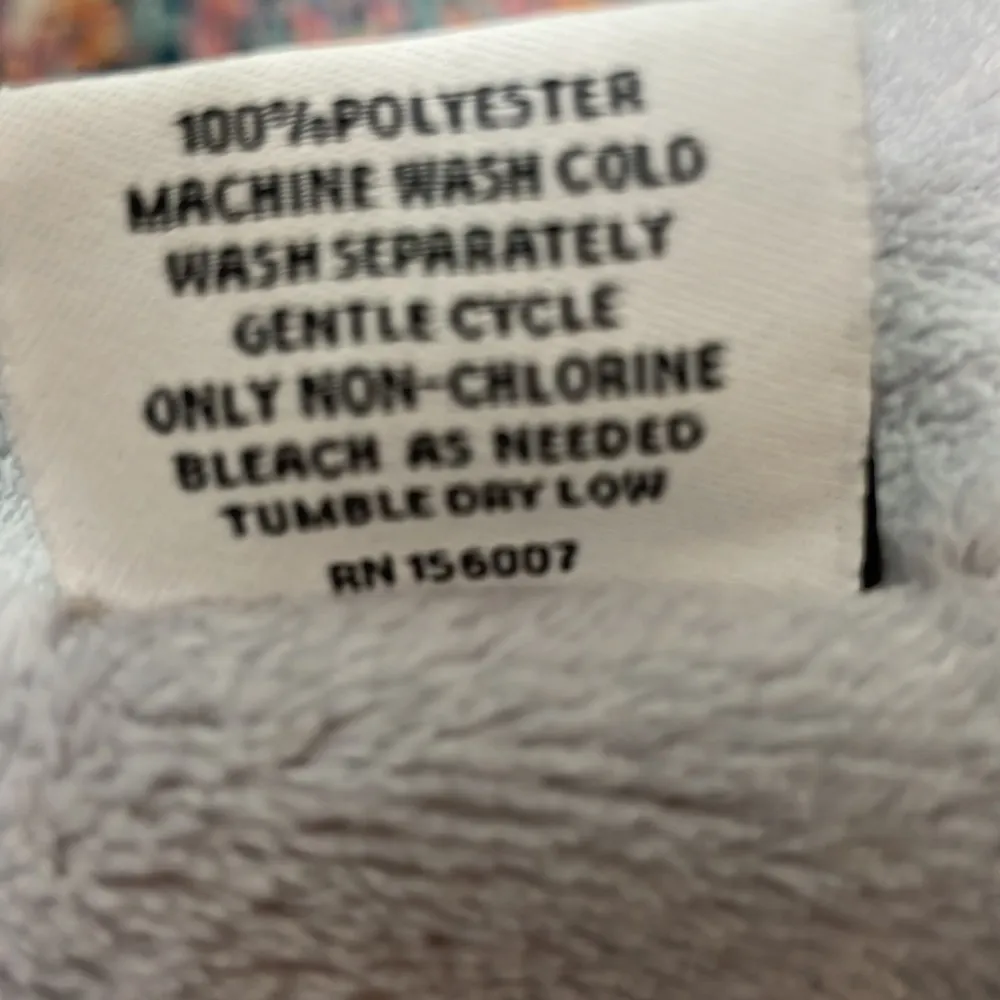 100%POLYESTER
MACHINE WASH COLD
WASH SEPARATELY
GENTLE CYCLE
ONLY NON-CHLORINE
BLEACH AS NEEDED
TUMBLE DRY LOW
RN 156007